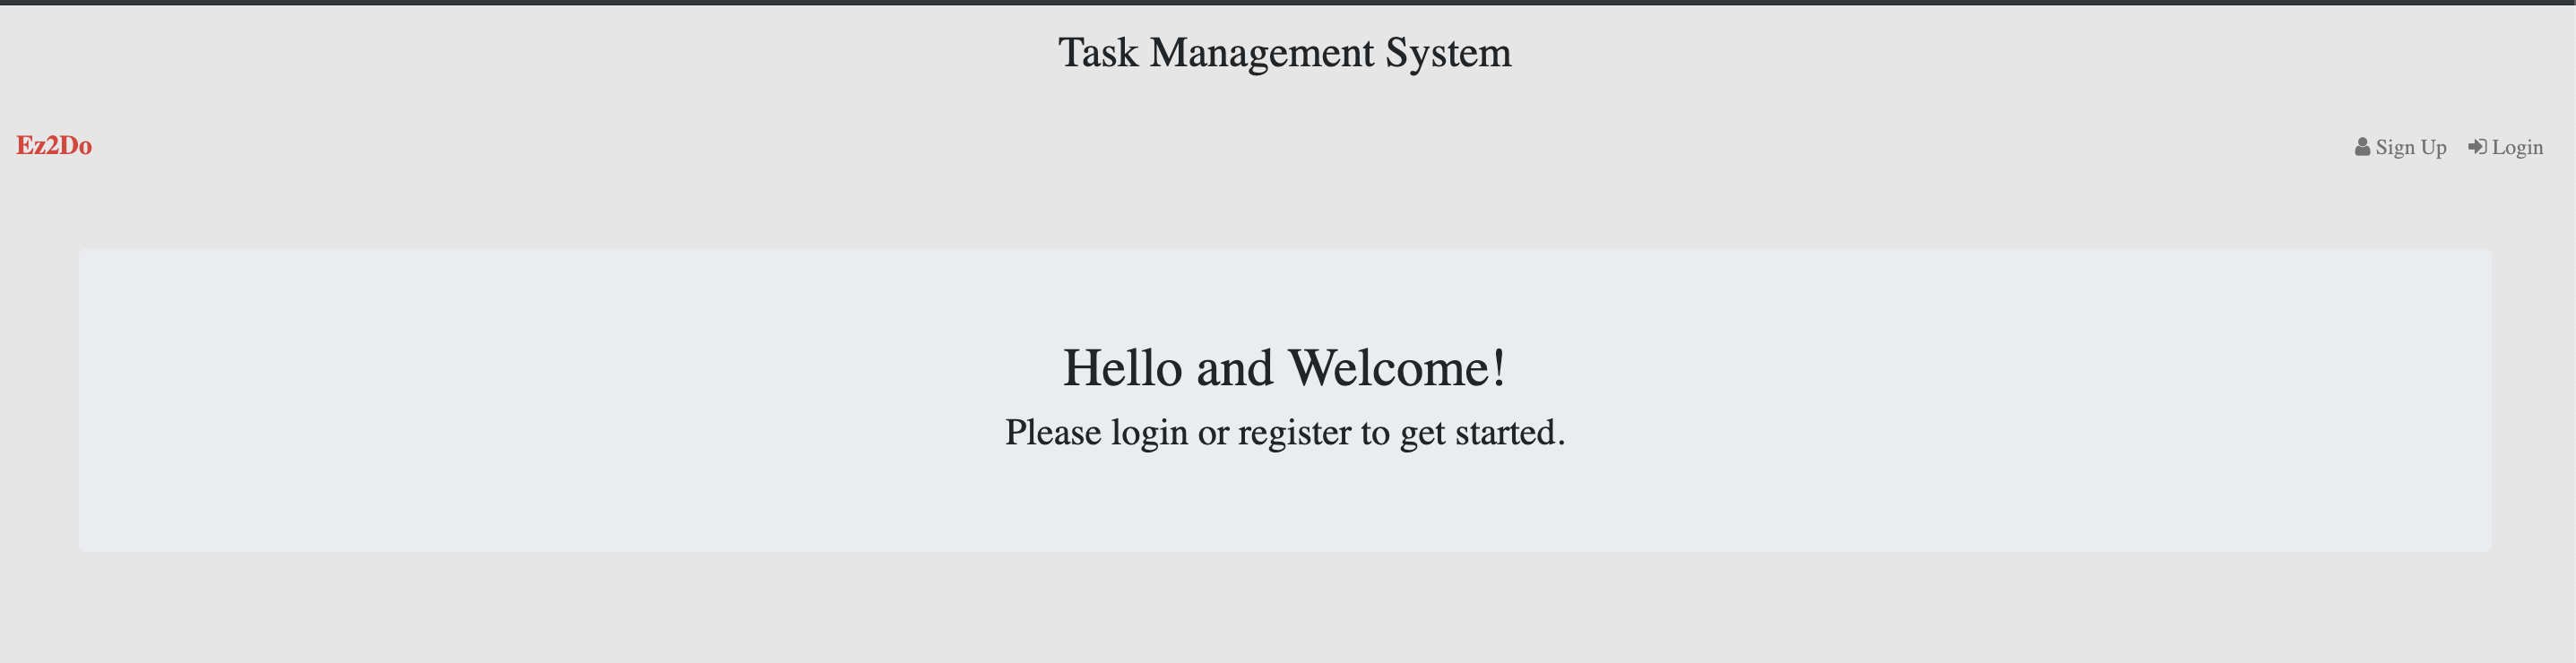 Task Management System
Ez2Do
Sign Up Login
Hello and Welcome!
Please login or register to get started.